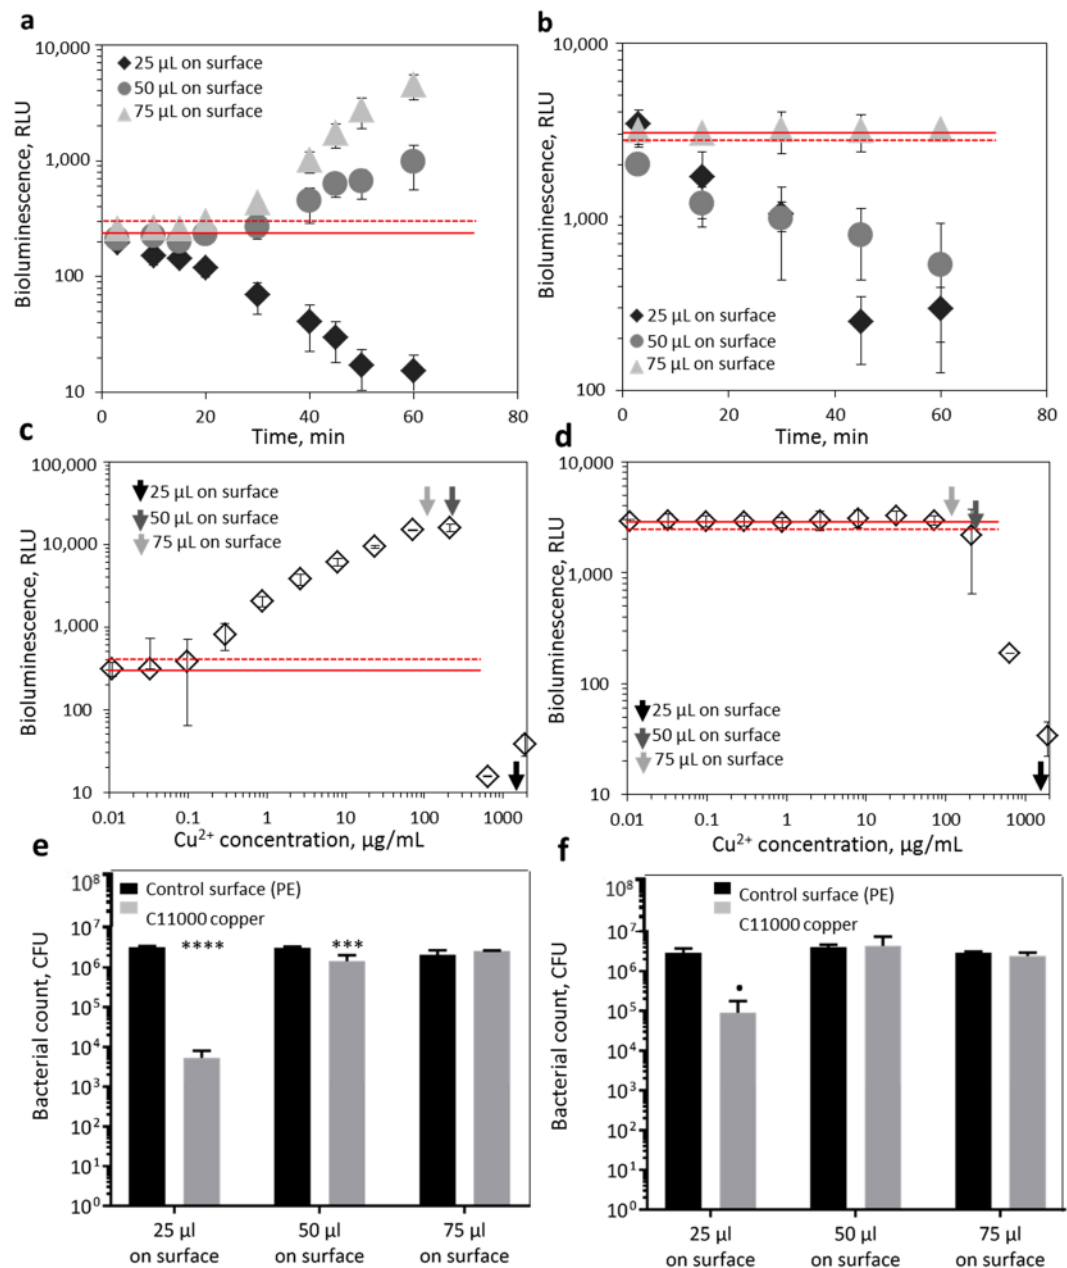 a
10,000
1,000
100
10
Bioluminescence, RLU
25 µL on surface
50 µL on surface
75 µL on surface
0 20 40 60 80
Time, min
b
10,000
1,000
100
Bioluminescence, RLU
25 µL on surface
50 µL on surface
75 µL on surface
0 20 40 60 80
Time, min
c
100,000
10,000
1,000
100
10
Bioluminescence, RLU
25 µL on surface
50 µL on surface
75 µL on surface
0.01 0.1 1 10 100 1000
Cu²⁺ concentration, µg/mL
d
10,000
1,000
100
10
Bioluminescence, RLU
25 µL on surface
50 µL on surface
75 µL on surface
0.01 0.1 1 10 100 1000
Cu²⁺ concentration, µg/mL
e
10⁸
10⁷
10⁶
10⁵
10⁴
10³
10²
10¹
10⁰
Bacterial count, CFU
Control surface (PE)
C11000 copper
**** ***
25 µl 50 µl 75 µl
on surface on surface on surface
f
10⁸
10⁷
10⁶
10⁵
10⁴
10³
10²
10¹
10⁰
Bacterial count, CFU
Control surface (PE)
C11000 copper
•
25 µl 50 µl 75 µl
on surface on surface on surface